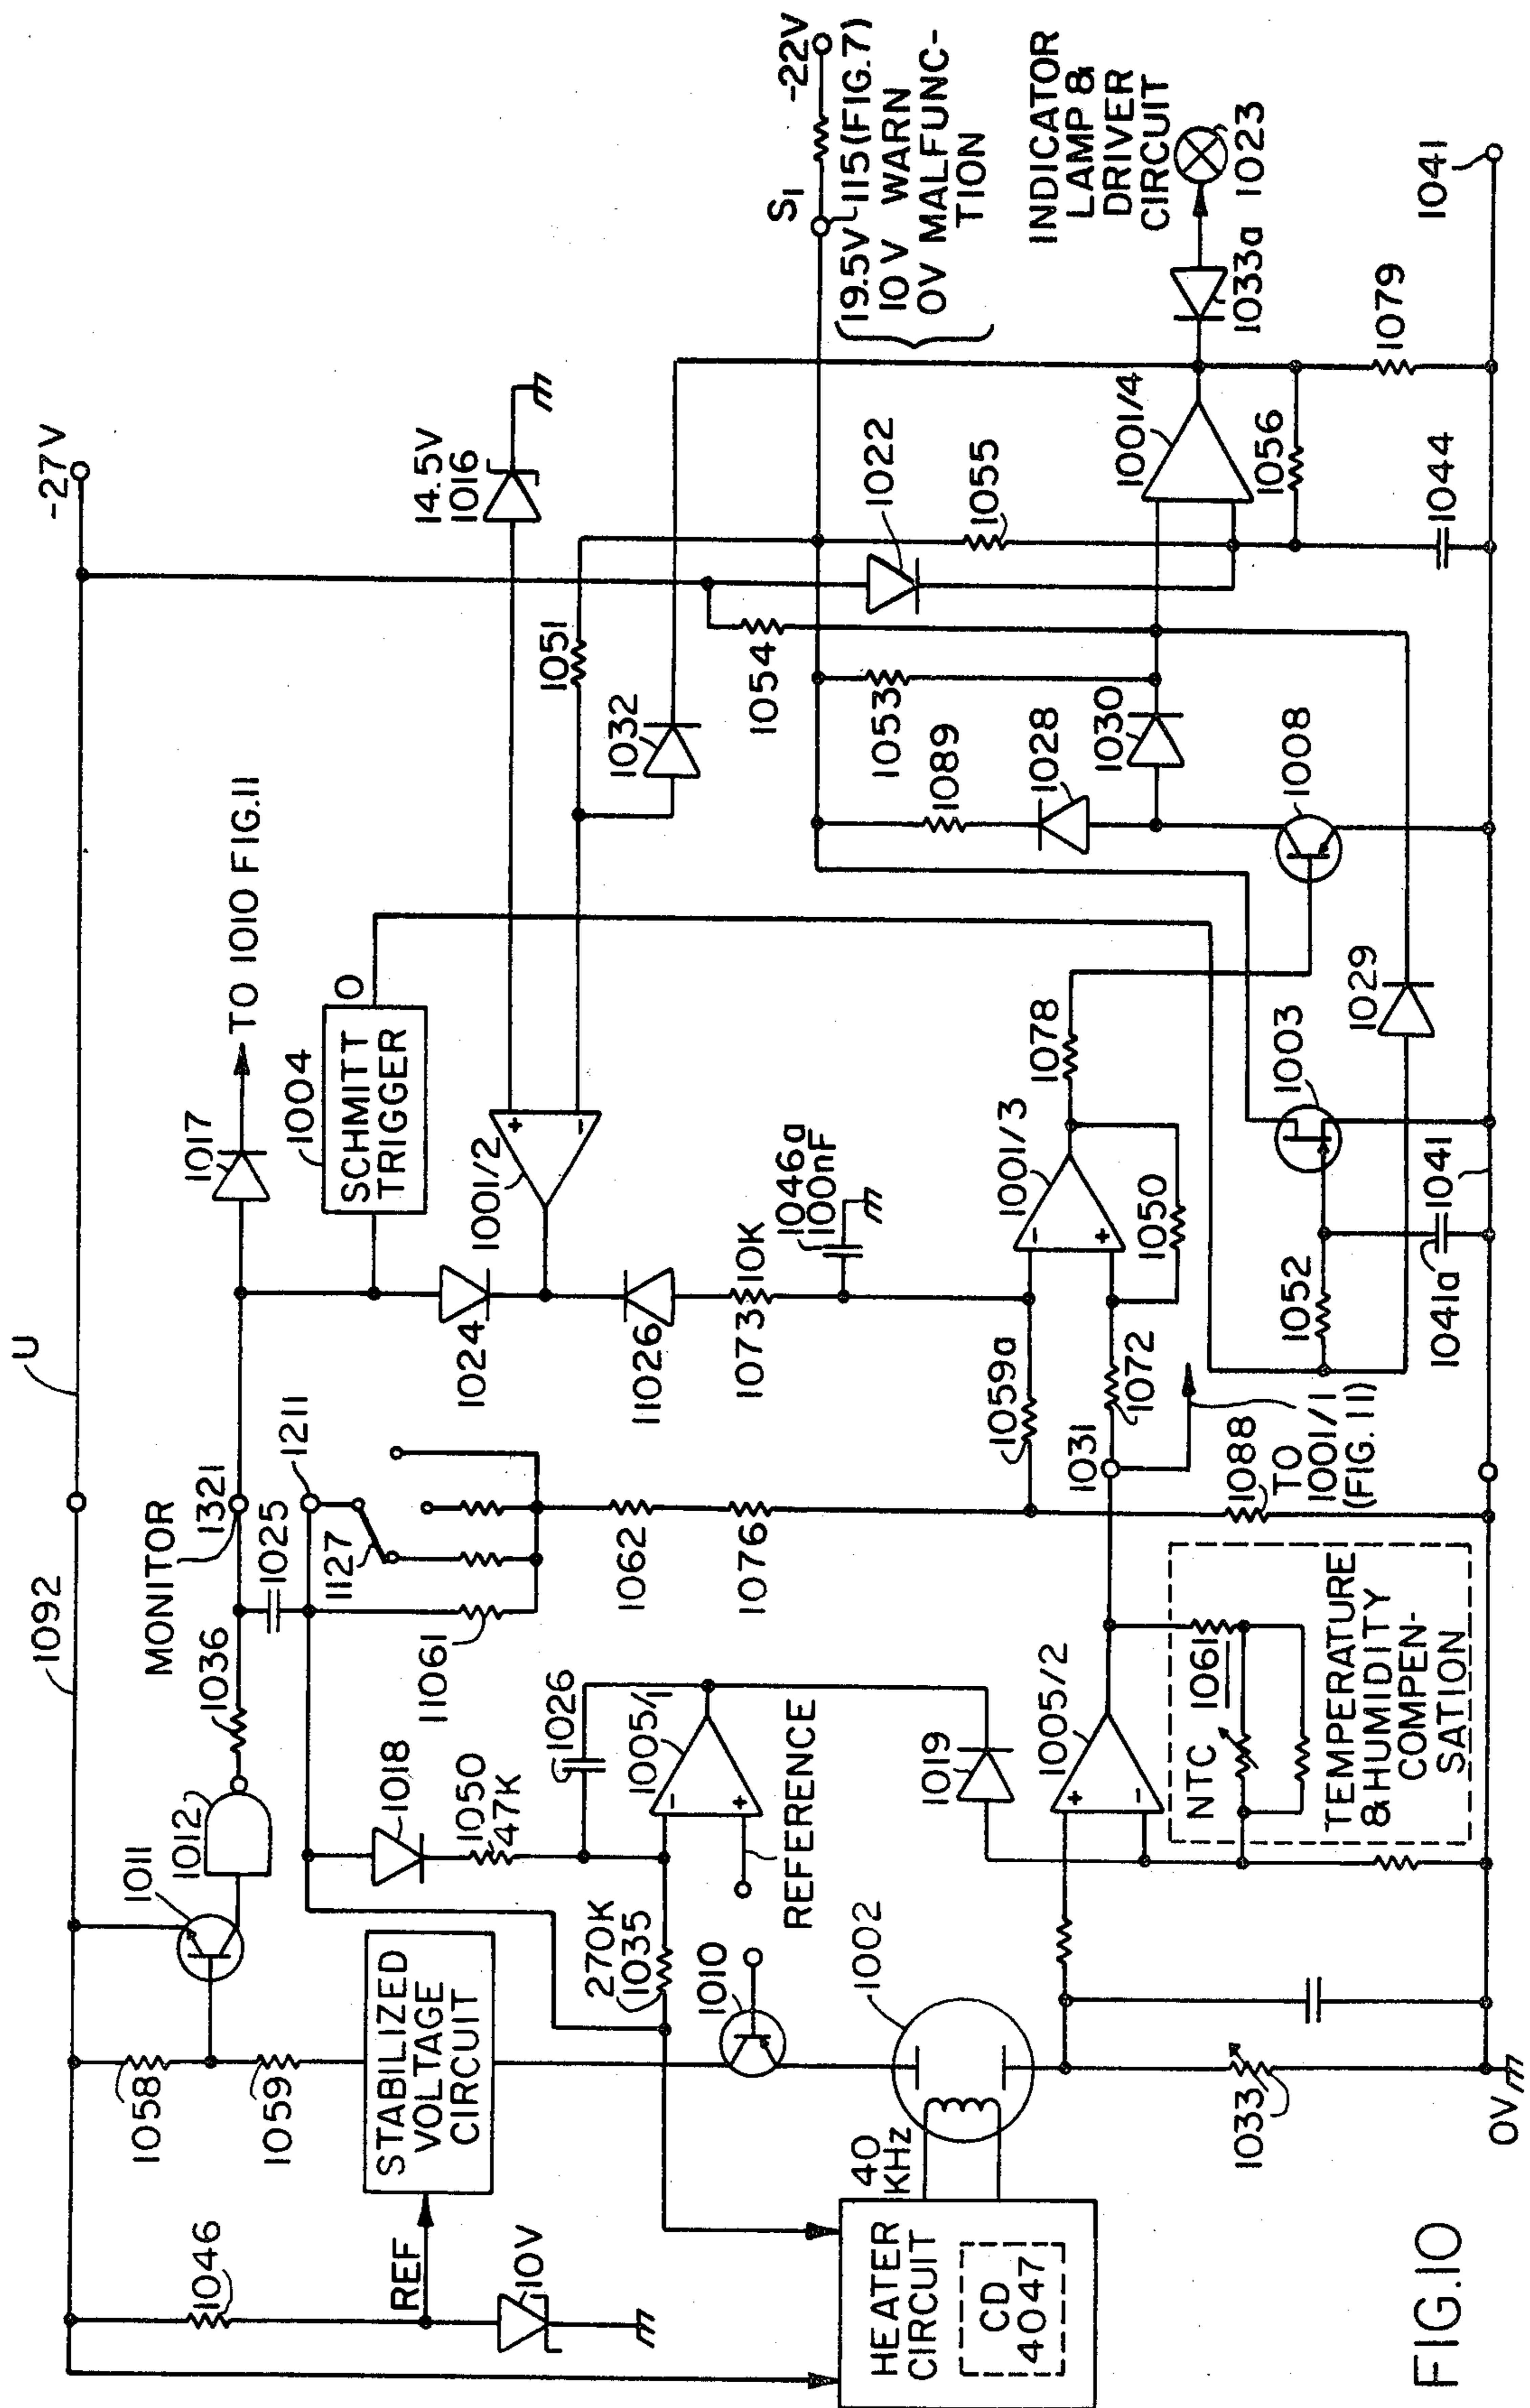 U
1092
-27V
MONITOR
1321
1036
1025
1211
1127
11061
1011
1012
1058
1059
1046
REF
10V
STABILIZED
VOLTAGE
CIRCUIT
1018
1050
47K
1026
1005/1
REFERENCE
270K
1035
1010
1002
40
KHz
HEATER
CIRCUIT
CD
4047
1033
0V
1019
1005/2
NTC
1061
TEMPERATURE
& HUMIDITY
COMPEN-
SATION
1062
1076
1088
TO
1001/1
(FIG. 11)
1031
1059a
1072
1017
TO 1010 FIG.11
1004
SCHMITT
TRIGGER
O
1024
11026
1001/2
1073
10K
1046a
100nF
1001/3
1050
1078
1052
1041a
1041
1003
1029
1008
14.5V
1016
1051
1032
1054
1053
1089
1028
1030
1022
1055
1001/4
1056
1044
1079
1041
S1
-22V
19.5V
115 (FIG.7)
10V WARN
0V MALFUNC-
TION
INDICATOR
LAMP &
DRIVER
CIRCUIT
1033a
1023
FIG.10